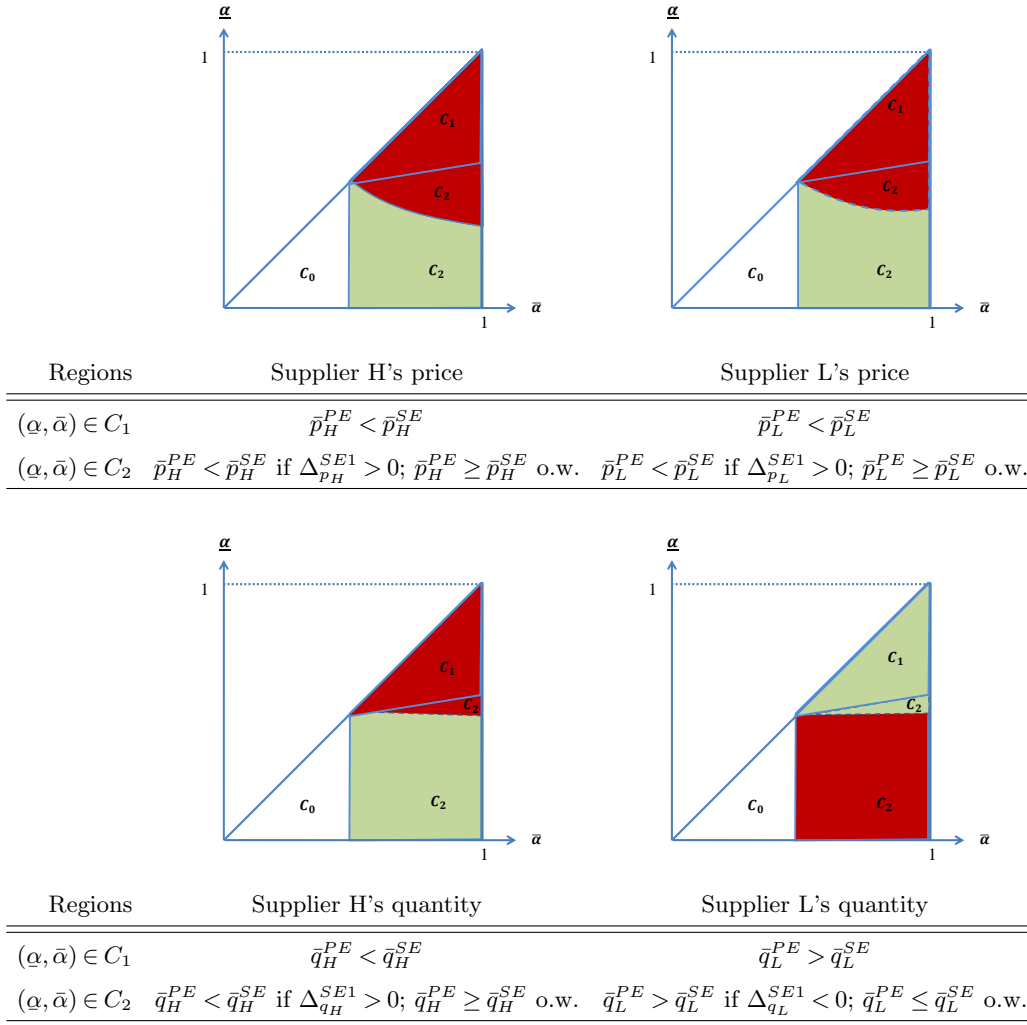 α α
1 1
C₁ C₁
C₂ C₂
C₀ C₂ C₀ C₂
1 ᾱ 1 ᾱ
Regions Supplier H's price Supplier L's price
(α̲, ᾱ) ∈ C₁ p̄_H^{PE} < p̄_H^{SE} p̄_L^{PE} < p̄_L^{SE}
(α̲, ᾱ) ∈ C₂ p̄_H^{PE} < p̄_H^{SE} if Δ_{p_H}^{SE1} > 0; p̄_H^{PE} ≥ p̄_H^{SE} o.w. p̄_L^{PE} < p̄_L^{SE} if Δ_{p_L}^{SE1} > 0; p̄_L^{PE} ≥ p̄_L^{SE} o.w.
α̲ α̲
1 1
C₁ C₁
C₂ C₂
C₀ C₂ C₀ C₂
1 ᾱ 1 ᾱ
Regions Supplier H's quantity Supplier L's quantity
(α̲, ᾱ) ∈ C₁ q̄_H^{PE} < q̄_H^{SE} q̄_L^{PE} > q̄_L^{SE}
(α̲, ᾱ) ∈ C₂ q̄_H^{PE} < q̄_H^{SE} if Δ_{q_H}^{SE1} > 0; q̄_H^{PE} ≥ q̄_H^{SE} o.w. q̄_L^{PE} > q̄_L^{SE} if Δ_{q_L}^{SE1} < 0; q̄_L^{PE} ≤ q̄_L^{SE} o.w.